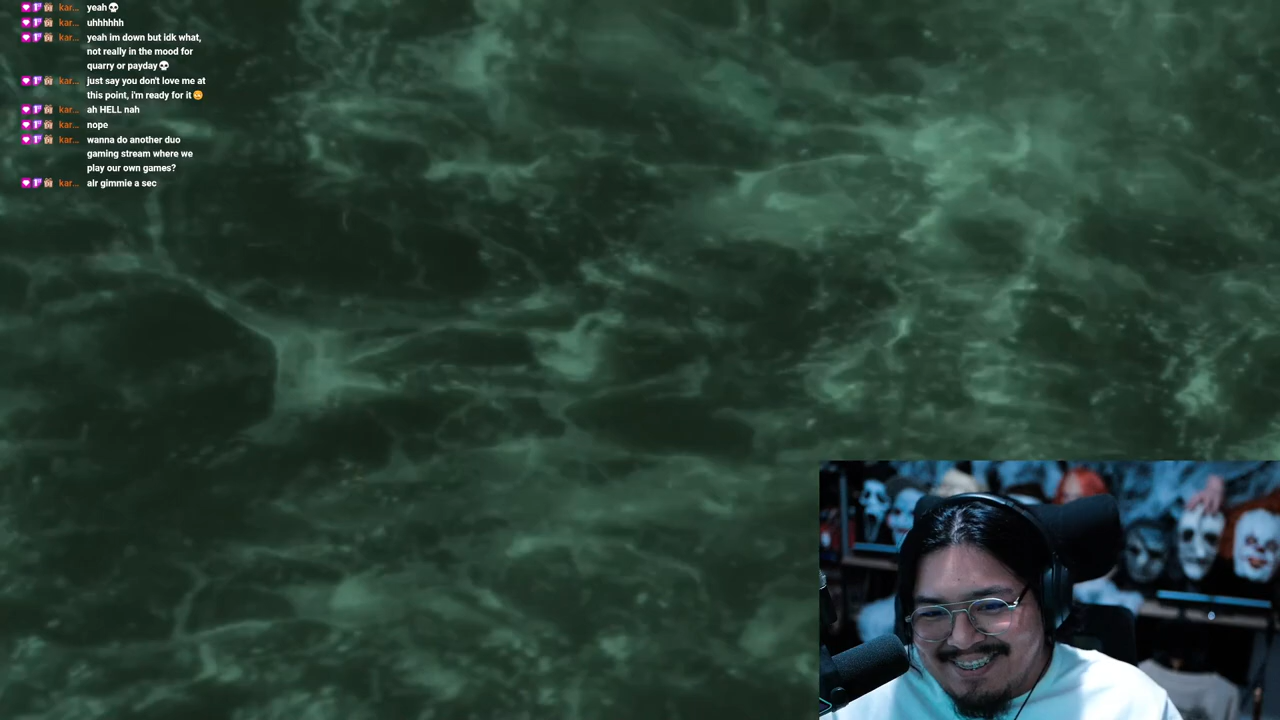 kar... yeah💀
kar... uhhhhhh
kar... yeah im down but idk what,
not really in the mood for
quarry or payday💀
kar... just say you don't love me at
this point, i'm ready for it😳
kar... ah HELL nah
kar... nope
kar... wanna do another duo
gaming stream where we
play our own games?
kar... alr gimmie a sec